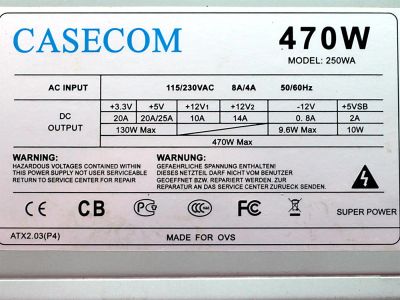 CASECOM 470W
MODEL: 250WA
AC INPUT 115/230VAC 8A/4A 50/60Hz
DC OUTPUT +3.3V +5V +12V1 +12V2 -12V +5VSB
20A 20A/25A 10A 14A 0. 8A 2A
130W Max 9.6W Max 10W
470W Max
WARNING:
HAZARDOUS VOLTAGES CONTAINED WITHIN
THIS POWER SUPPLY NOT USER SERVICEABLE
RETURN TO SERVICE CENTER FOR REPAIR
WARNUNG:
GEFAEHRLICHE SPANNUNG ENTHALTEN:
DIESES NETZTEIL DARF NICHT VOM BENUTZER
GEOEFFNET BZW. EINGESETZT WERDEN. ZUR
REPARATUR AN DAS SERVICE CENTER ZURUECKSENDEN
CE CB PC CCC FC SUPER POWER
ATX2.03(P4) MADE FOR OVS